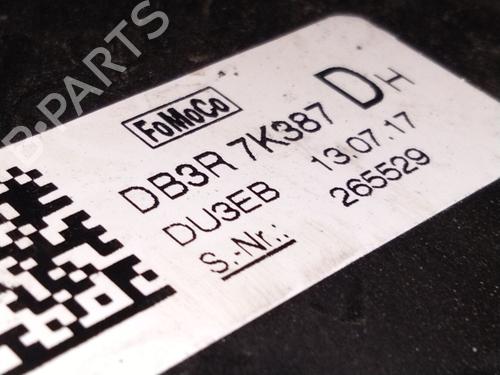 B-PARTS
FoMoCo
DB3R 7K387 DH
DU3EB 13.07.17
S.-Nr.: 265529